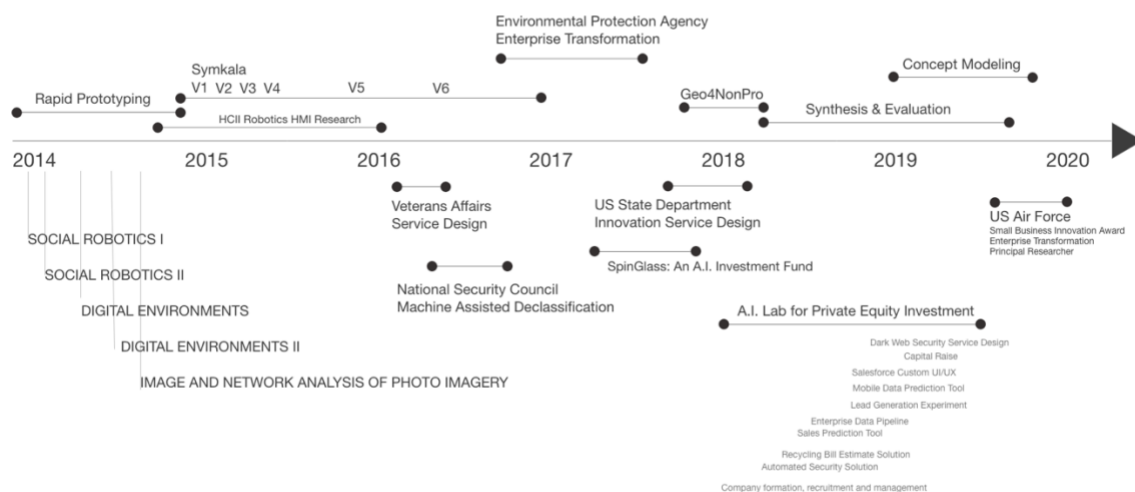 Environmental Protection Agency
Enterprise Transformation
Symkala
V1 V2 V3 V4 V5 V6
Concept Modeling
Rapid Prototyping
Geo4NonPro
Synthesis & Evaluation
HCII Robotics HMI Research
2014 2015 2016 2017 2018 2019 2020
Veterans Affairs
Service Design
US State Department
Innovation Service Design
US Air Force
Small Business Innovation Award
Enterprise Transformation
Principal Researcher
SOCIAL ROBOTICS I
SOCIAL ROBOTICS II
SpinGlass: An A.I. Investment Fund
National Security Council
Machine Assisted Declassification
DIGITAL ENVIRONMENTS
A.I. Lab for Private Equity Investment
DIGITAL ENVIRONMENTS II
Dark Web Security Service Design
Capital Raise
Salesforce Custom UI/UX
IMAGE AND NETWORK ANALYSIS OF PHOTO IMAGERY
Mobile Data Prediction Tool
Lead Generation Experiment
Enterprise Data Pipeline
Sales Prediction Tool
Recycling Bill Estimate Solution
Automated Security Solution
Company formation, recruitment and management